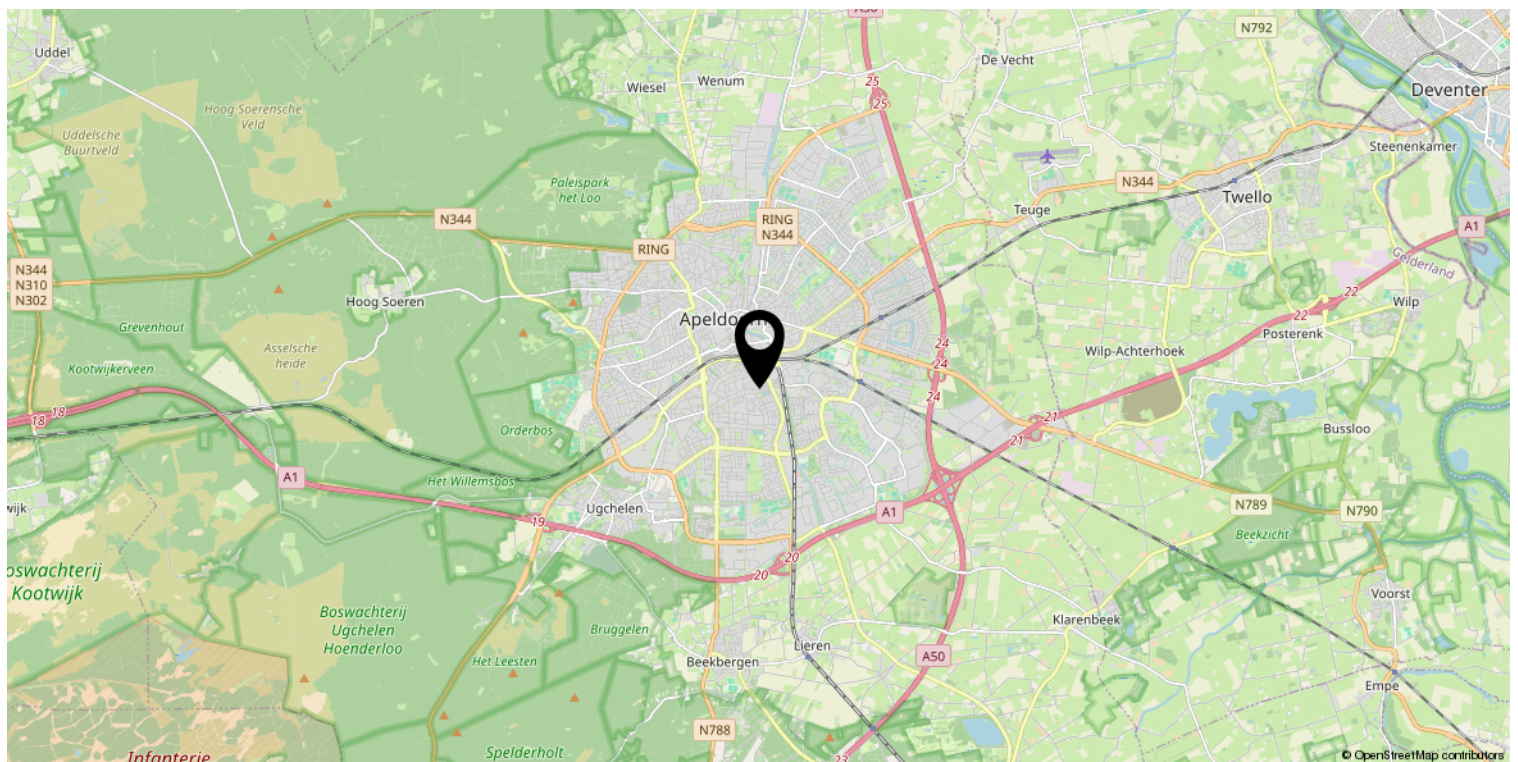 A50
N792
Uddel
De Vecht
Wenum
Wiesel
25
25
Deventer
Hoog Soerensche
Veld
Uddelsche
Buurtveld
Steenenkamer
Paleispark
het Loo
N344
Twello
Teuge
N344
RING
N344
A1
RING
Gelderland
N344
N310
N302
22
22
Wilp
Hoog Soeren
Grevenhout
Apeldoorn
Posterenk
24
24
24
Asselsche
heide
Wilp-Achterhoek
Kootwijkerveen
18
18
21
21
Orderbos
Bussloo
A1
Het Willemsbos
wijk
19
Ugchelen
A1
N789
N790
Beekzicht
20
20
oswachterij
Kootwijk
Boswachterij
Ugchelen
Hoenderloo
Voorst
Klarenbeek
Bruggelen
Lieren
A50
Het Leesten
Beekbergen
Empe
N788
Spelderholt
Infanterie
23
© OpenStreetMap contributors